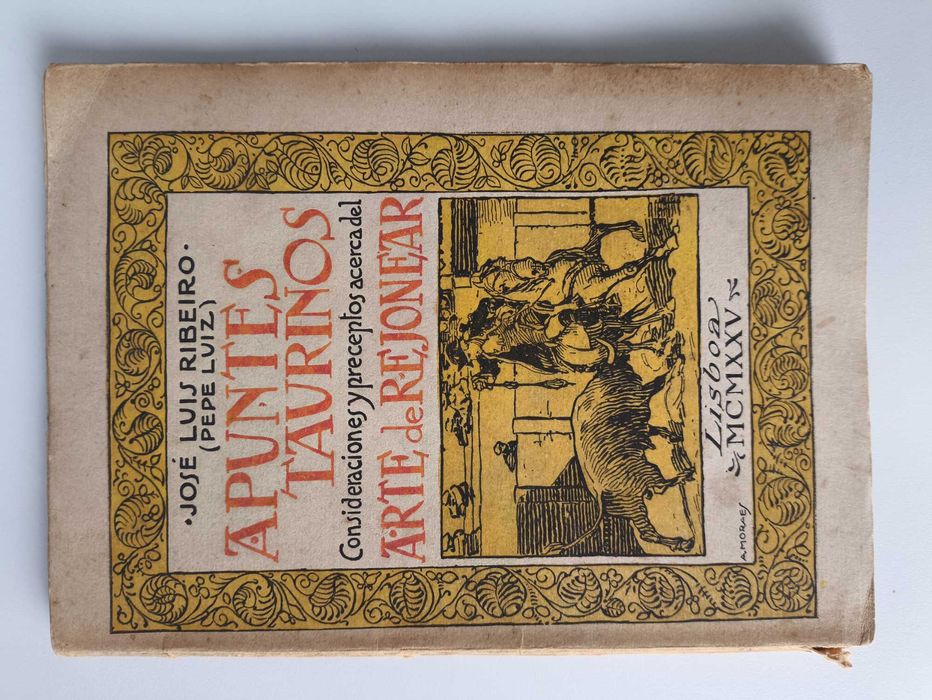 ·JOSÉ LUIS RIBEIRO·
(PEPE LUIZ)
APUNTES
TAURINOS
Consideraciones y preceptos acerca del
ARTE de REJONEAR
Lisboa
MCMXXV
A MORAES